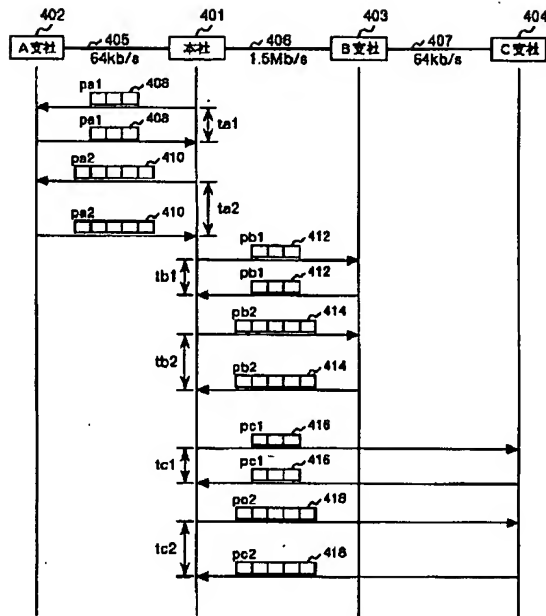 402 401 403 404
A支社 405 本社 406 B支社 407 C支社
64kb/s 1.5Mb/s 64kb/s
pa1 408
ta1
pa1 408
pa2 410
ta2
pa2 410
pb1 412
tb1
pb1 412
pb2 414
tb2
pb2 414
pc1 416
tc1
pc1 416
pc2 418
tc2
pc2 418